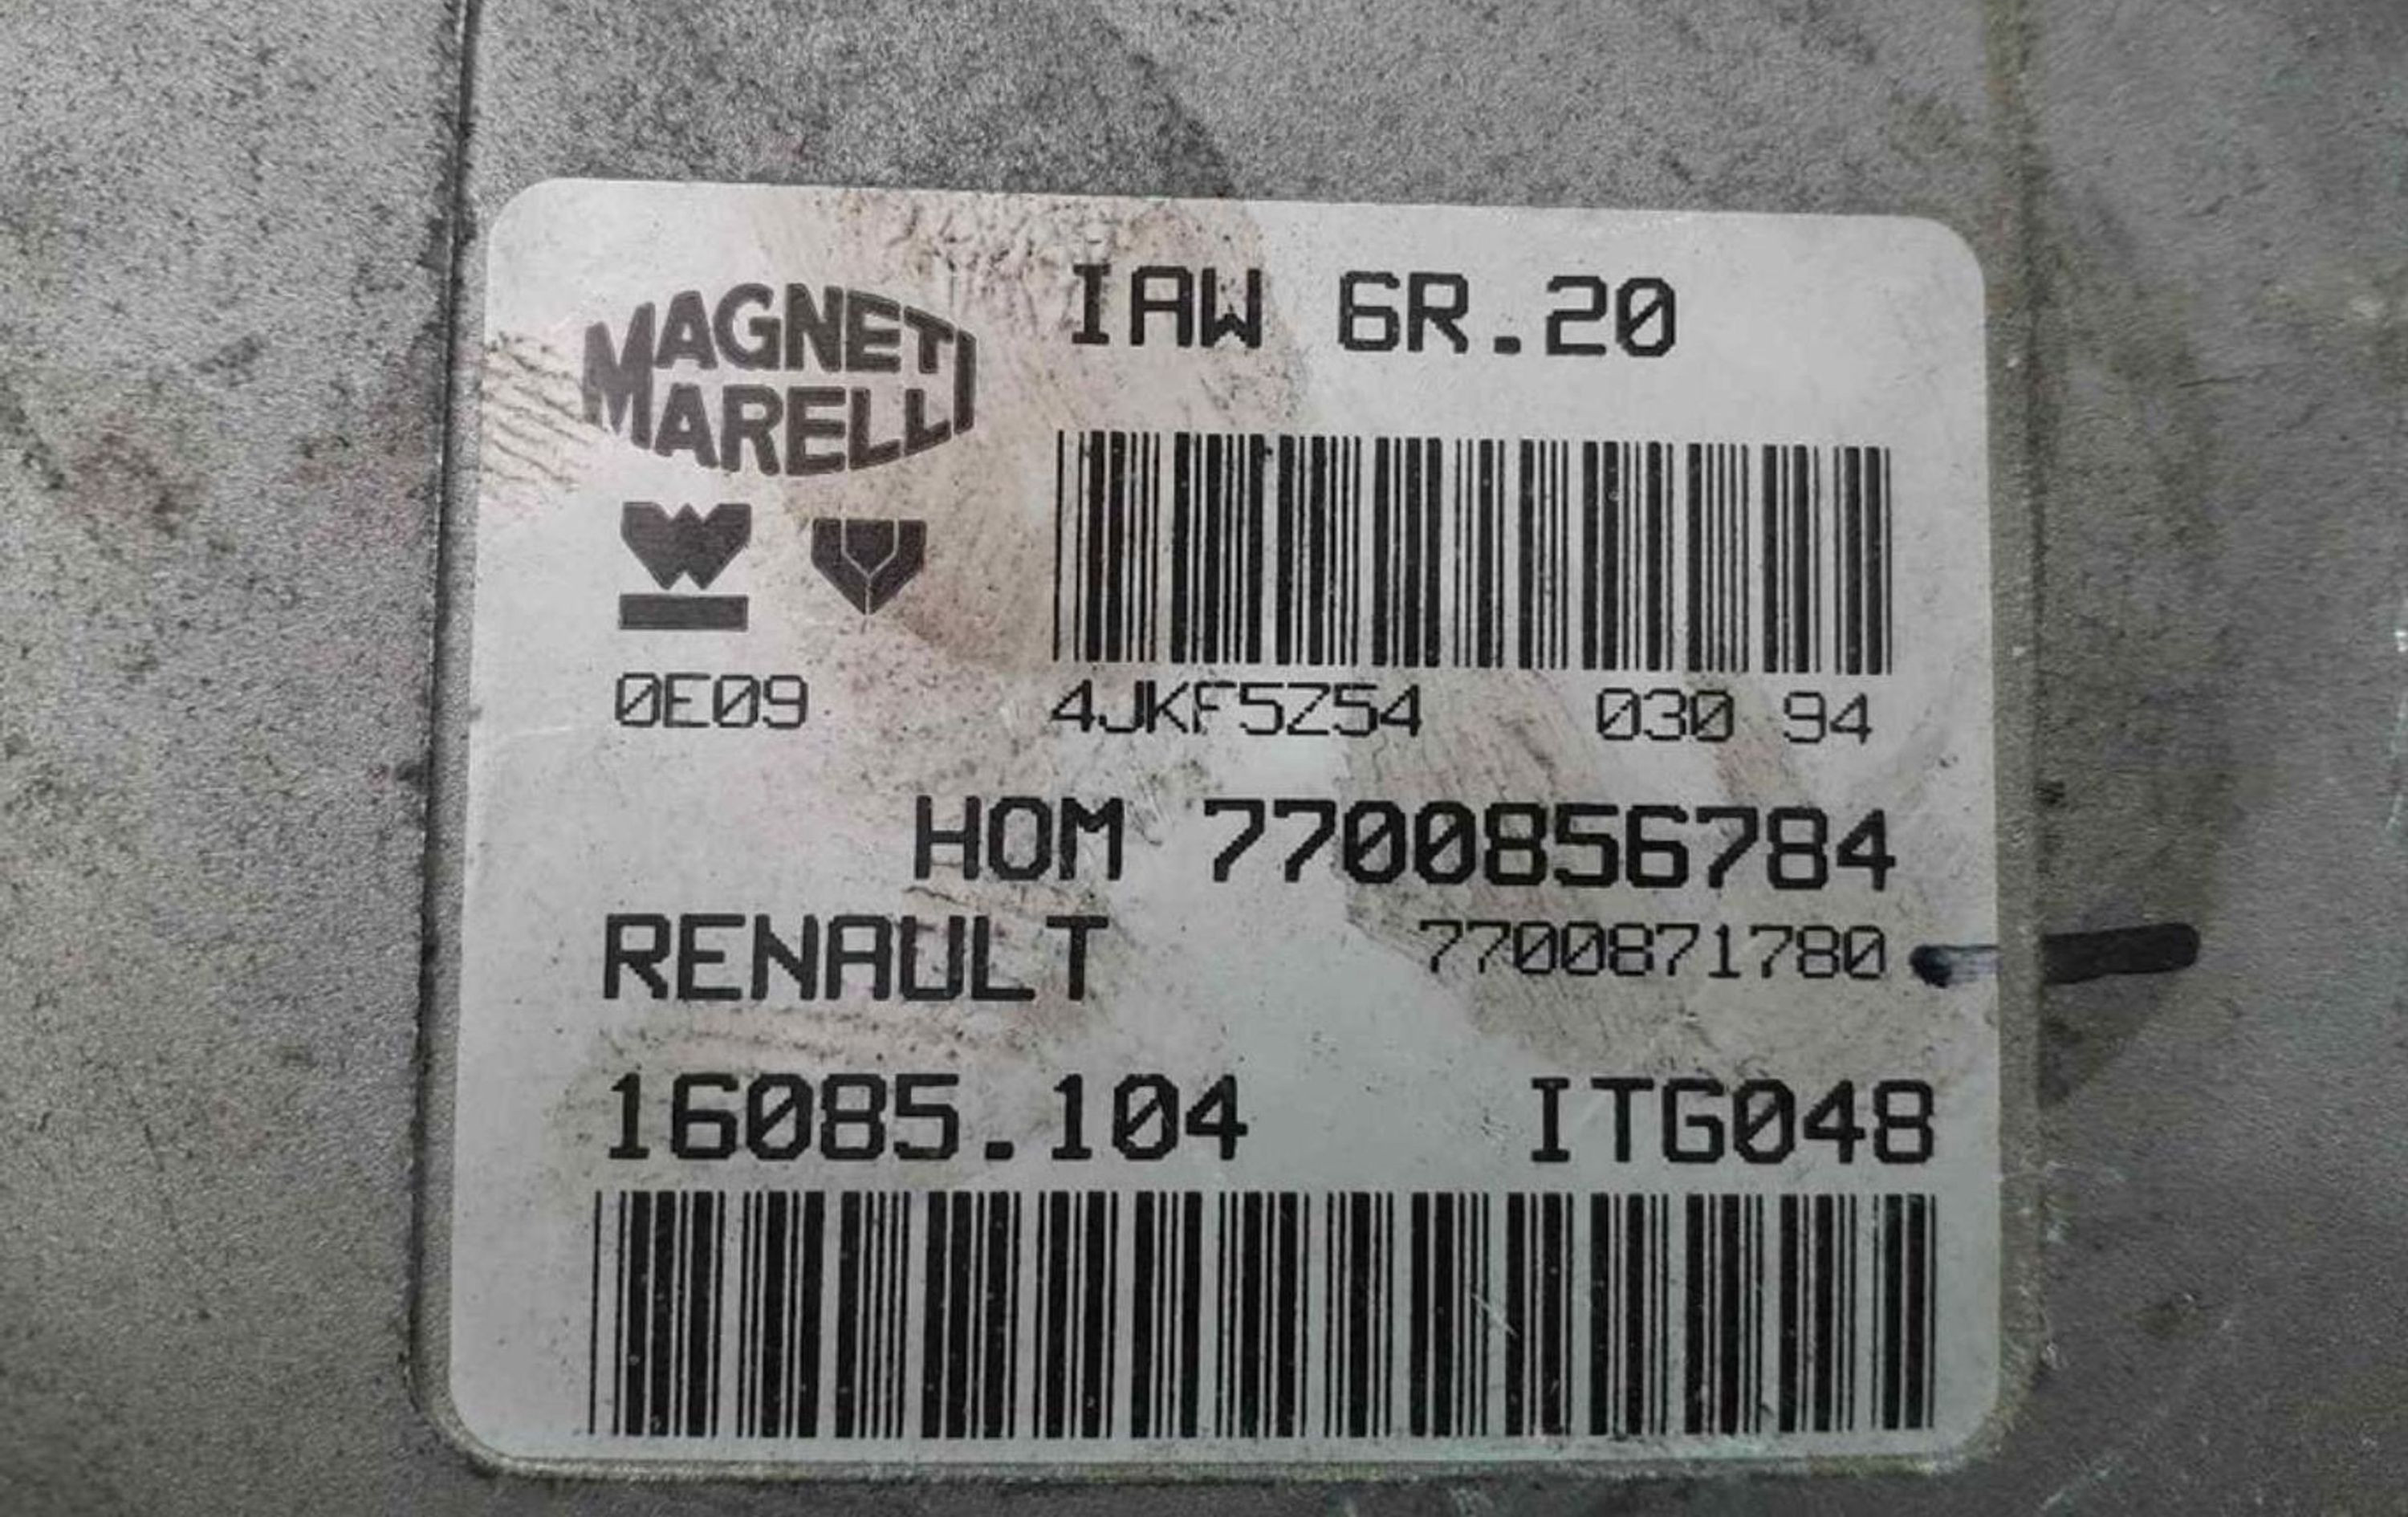 MAGNETI
MARELLI
IAW 6R.20
W
0E09 4JKF5Z54 030 94
HOM 7700856784
RENAULT 7700871780
16085.104 ITG048